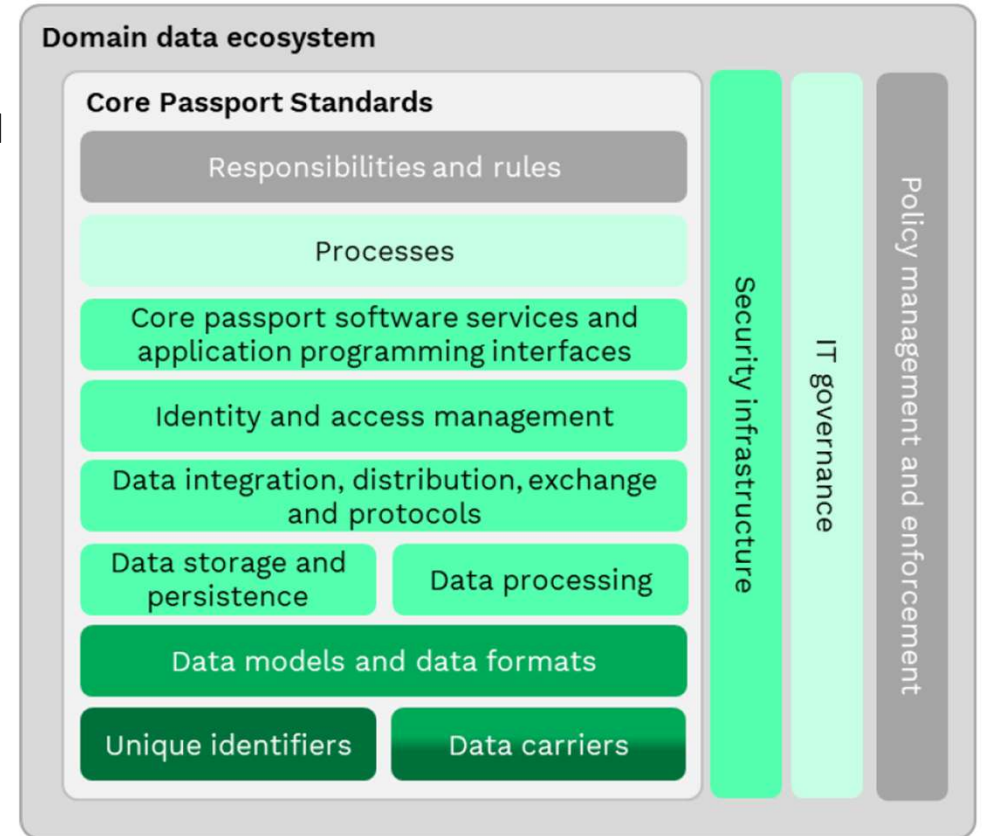 Domain data ecosystem
Core Passport Standards
Responsibilities and rules
Processes
Core passport software services and
application programming interfaces
Identity and access management
Data integration, distribution, exchange
and protocols
Data storage and
persistence
Data processing
Data models and data formats
Unique identifiers
Data carriers
Security infrastructure
IT governance
Policy management and enforcement